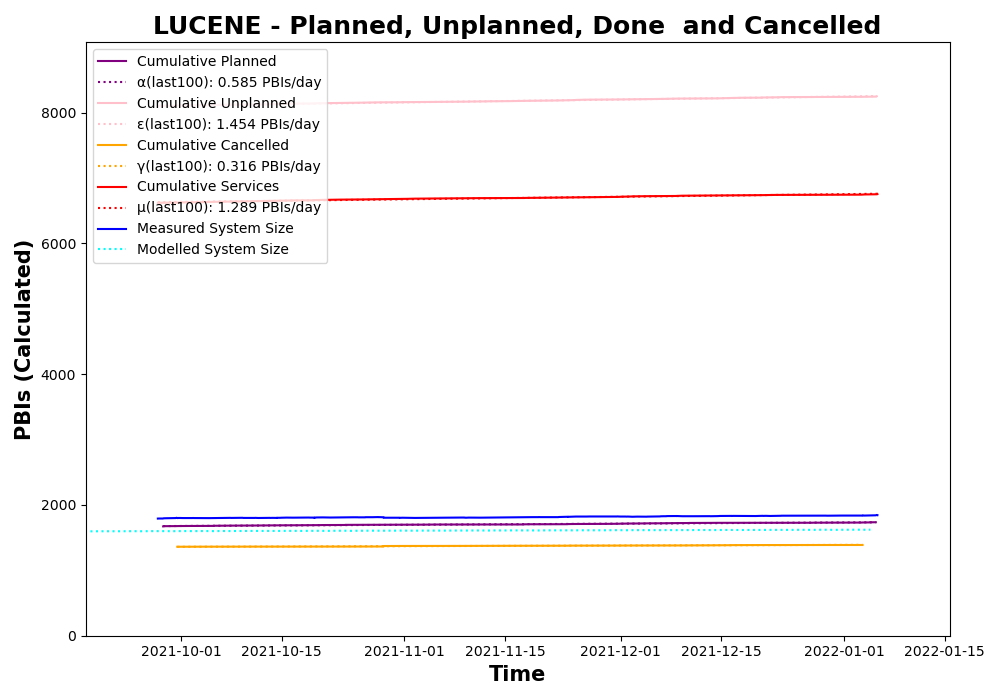 LUCENE - Planned, Unplanned, Done  and Cancelled
Cumulative Planned
α(last100): 0.585 PBIs/day
Cumulative Unplanned
ε(last100): 1.454 PBIs/day
Cumulative Cancelled
γ(last100): 0.316 PBIs/day
Cumulative Services
μ(last100): 1.289 PBIs/day
Measured System Size
Modelled System Size
PBIs (Calculated)
8000
6000
4000
2000
0
2021-10-01 2021-10-15 2021-11-01 2021-11-15 2021-12-01 2021-12-15 2022-01-01 2022-01-15
Time